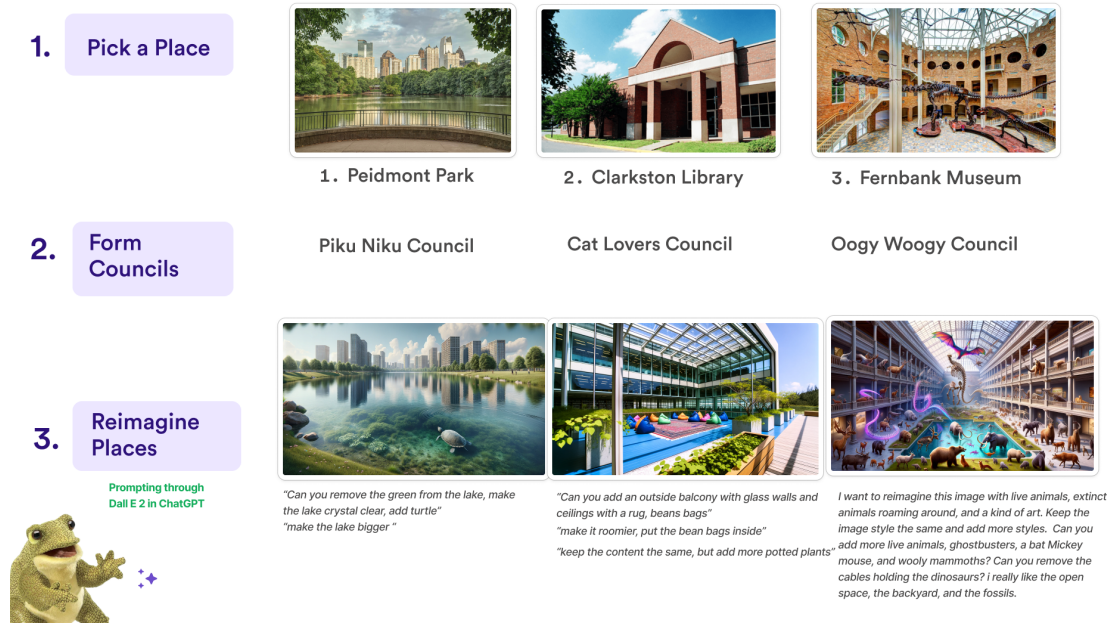 1.
Pick a Place
1. Peidmont Park
2. Clarkston Library
3. Fernbank Museum
2.
Form
Councils
Piku Niku Council
Cat Lovers Council
Oogy Woogy Council
3.
Reimagine
Places
Prompting through
Dall E 2 in ChatGPT
“Can you remove the green from the lake, make
the lake crystal clear, add turtle”
“make the lake bigger “
“Can you add an outside balcony with glass walls and
ceilings with a rug, beans bags”
“make it roomier, put the bean bags inside”
“keep the content the same, but add more potted plants”
I want to reimagine this image with live animals, extinct
animals roaming around, and a kind of art. Keep the
image style the same and add more styles.  Can you
add more live animals, ghostbusters, a bat Mickey
mouse, and wooly mammoths? Can you remove the
cables holding the dinosaurs? i really like the open
space, the backyard, and the fossils.